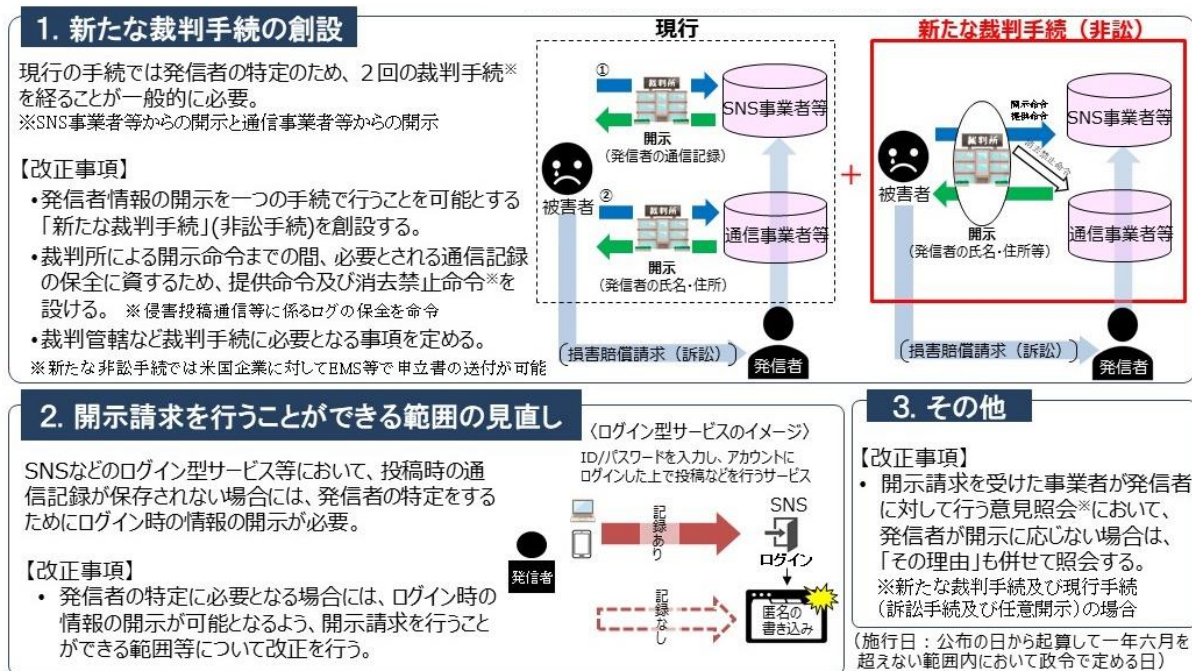 1. 新たな裁判手続の創設
現行の手続では発信者の特定のため、２回の裁判手続※
を経ることが一般的に必要。
※SNS事業者等からの開示と通信事業者等からの開示
【改正事項】
•発信者情報の開示を一つの手続で行うことを可能とする
「新たな裁判手続」(非訟手続)を創設する。
•裁判所による開示命令までの間、必要とされる通信記録
の保全に資するため、提供命令及び消去禁止命令※を
設ける。 ※侵害投稿通信等に係るログの保全を命令
•裁判管轄など裁判手続に必要となる事項を定める。
※新たな非訟手続では米国企業に対してEMS等で申立書の送付が可能
現行
①
裁判所
SNS事業者等
開示
(発信者の通信記録)
被害者
②
裁判所
通信事業者等
開示
(発信者の氏名・住所)
損害賠償請求（訴訟）
発信者
+
新たな裁判手続（非訟）
開示命令
提供命令
SNS事業者等
裁判所
消去禁止命令
被害者
通信事業者等
開示
(発信者の氏名・住所等)
損害賠償請求（訴訟）
発信者
2. 開示請求を行うことができる範囲の見直し
SNSなどのログイン型サービス等において、投稿時の通
信記録が保存されない場合には、発信者の特定をする
ためにログイン時の情報の開示が必要。
【改正事項】
• 発信者の特定に必要となる場合には、ログイン時の
情報の開示が可能となるよう、開示請求を行うこと
ができる範囲等について改正を行う。
〈ログイン型サービスのイメージ〉
ID/パスワードを入力し、アカウントに
ログインした上で投稿などを行うサービス
発信者
記録あり
SNS
ログイン
記録なし
匿名の
書き込み
3. その他
【改正事項】
• 開示請求を受けた事業者が発信者
に対して行う意見照会※において、
発信者が開示に応じない場合は、
「その理由」も併せて照会する。
※新たな裁判手続及び現行手続
(訴訟手続及び任意開示)の場合
(施行日：公布の日から起算して一年六月を
超えない範囲内において政令で定める日)